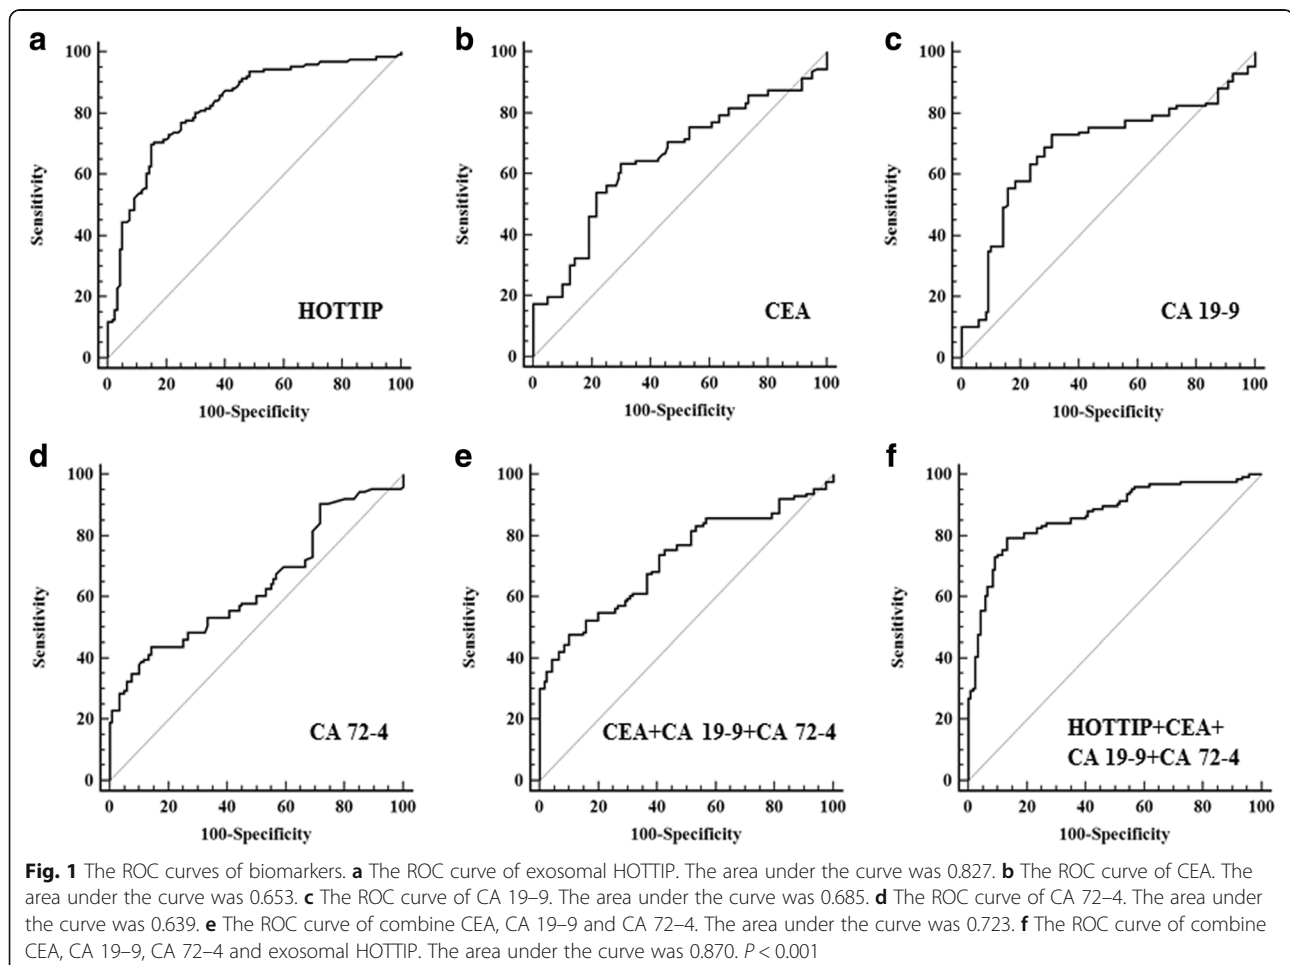 a
100
80
60
40
20
0
Sensitivity
HOTTIP
0 20 40 60 80 100
100-Specificity
b
100
80
60
40
20
0
Sensitivity
CEA
0 20 40 60 80 100
100-Specificity
c
100
80
60
40
20
0
Sensitivity
CA 19-9
0 20 40 60 80 100
100-Specificity
d
100
80
60
40
20
0
Sensitivity
CA 72-4
0 20 40 60 80 100
100-Specificity
e
100
80
60
40
20
0
Sensitivity
CEA+CA 19-9+CA 72-4
0 20 40 60 80 100
100-Specificity
f
100
80
60
40
20
0
Sensitivity
HOTTIP+CEA+
CA 19-9+CA 72-4
0 20 40 60 80 100
100-Specificity
Fig. 1 The ROC curves of biomarkers. a The ROC curve of exosomal HOTTIP. The area under the curve was 0.827. b The ROC curve of CEA. The
area under the curve was 0.653. c The ROC curve of CA 19–9. The area under the curve was 0.685. d The ROC curve of CA 72–4. The area under
the curve was 0.639. e The ROC curve of combine CEA, CA 19–9 and CA 72–4. The area under the curve was 0.723. f The ROC curve of combine
CEA, CA 19–9, CA 72–4 and exosomal HOTTIP. The area under the curve was 0.870. P < 0.001